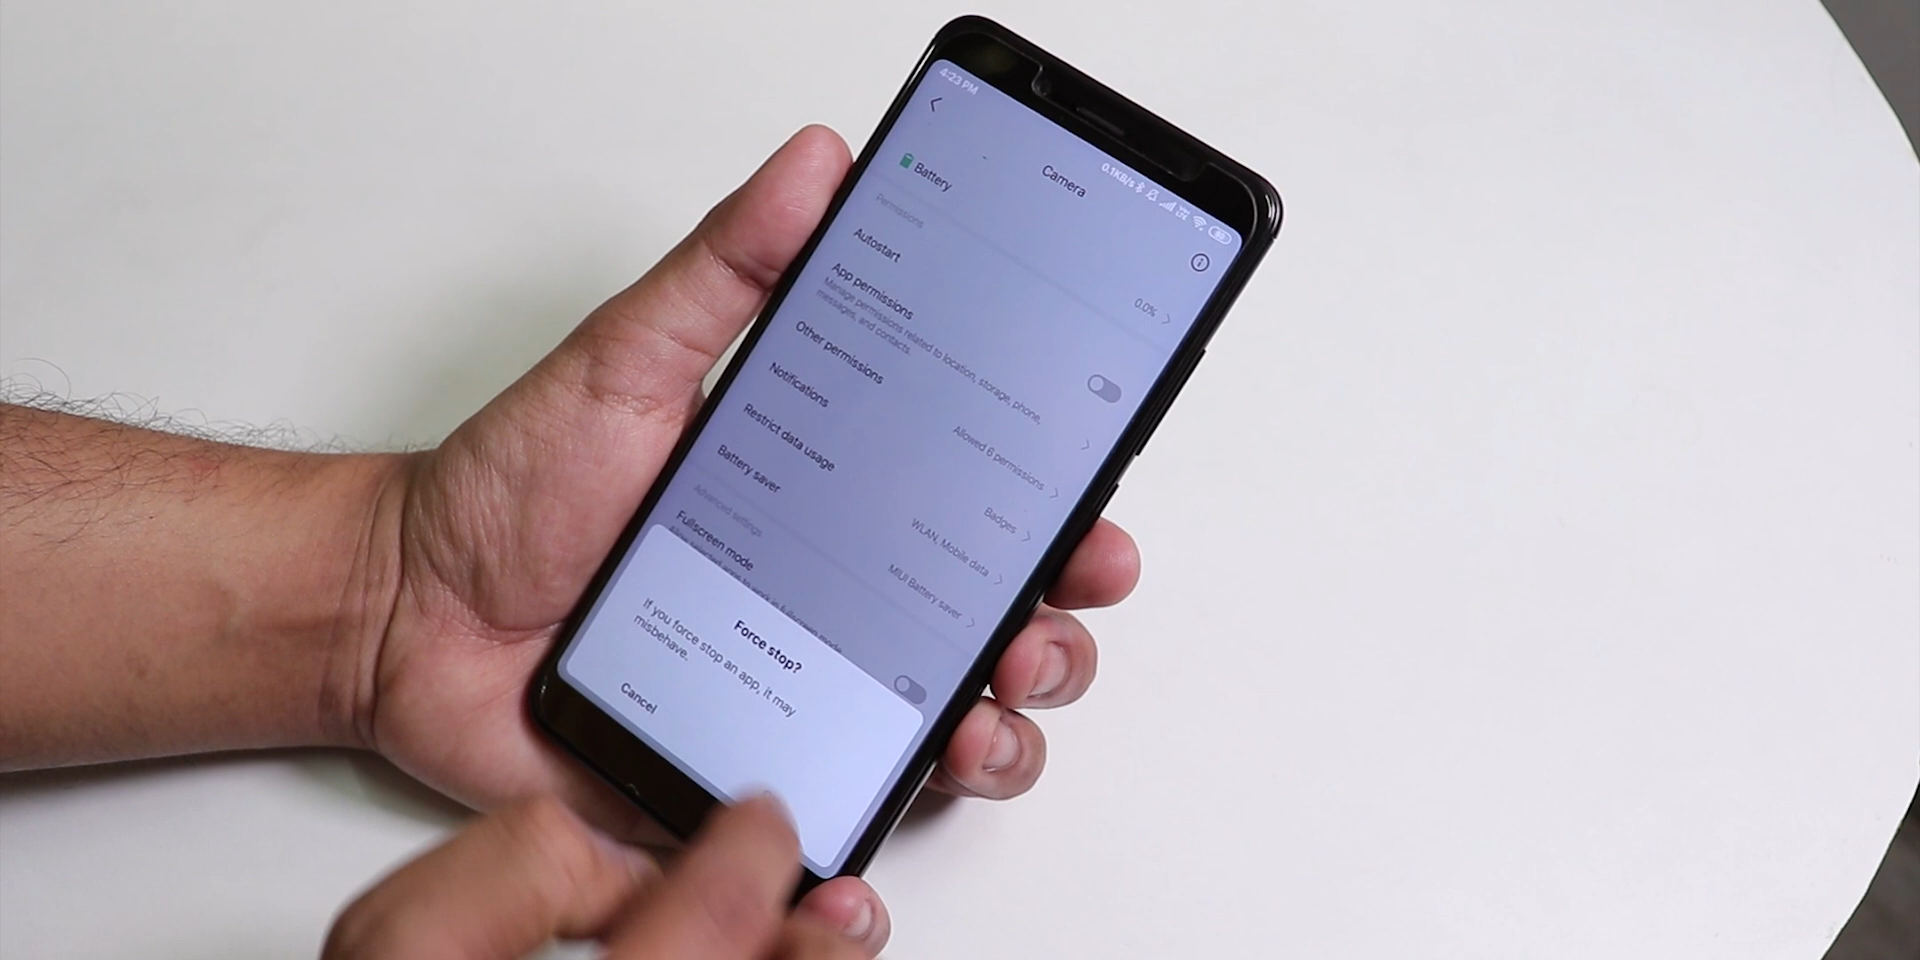 4:23 PM
0.1KB/s
Camera
Battery
0.0%
Permissions
Autostart
App permissions
Manage permissions related to location, storage, phone,
messages, and contacts.
Other permissions
Allowed 6 permissions
Notifications
Badges
Restrict data usage
WLAN, Mobile data
Battery saver
MIUI Battery saver
Advanced settings
Fullscreen mode
Force stop?
If you force stop an app, it may
misbehave.
Cancel